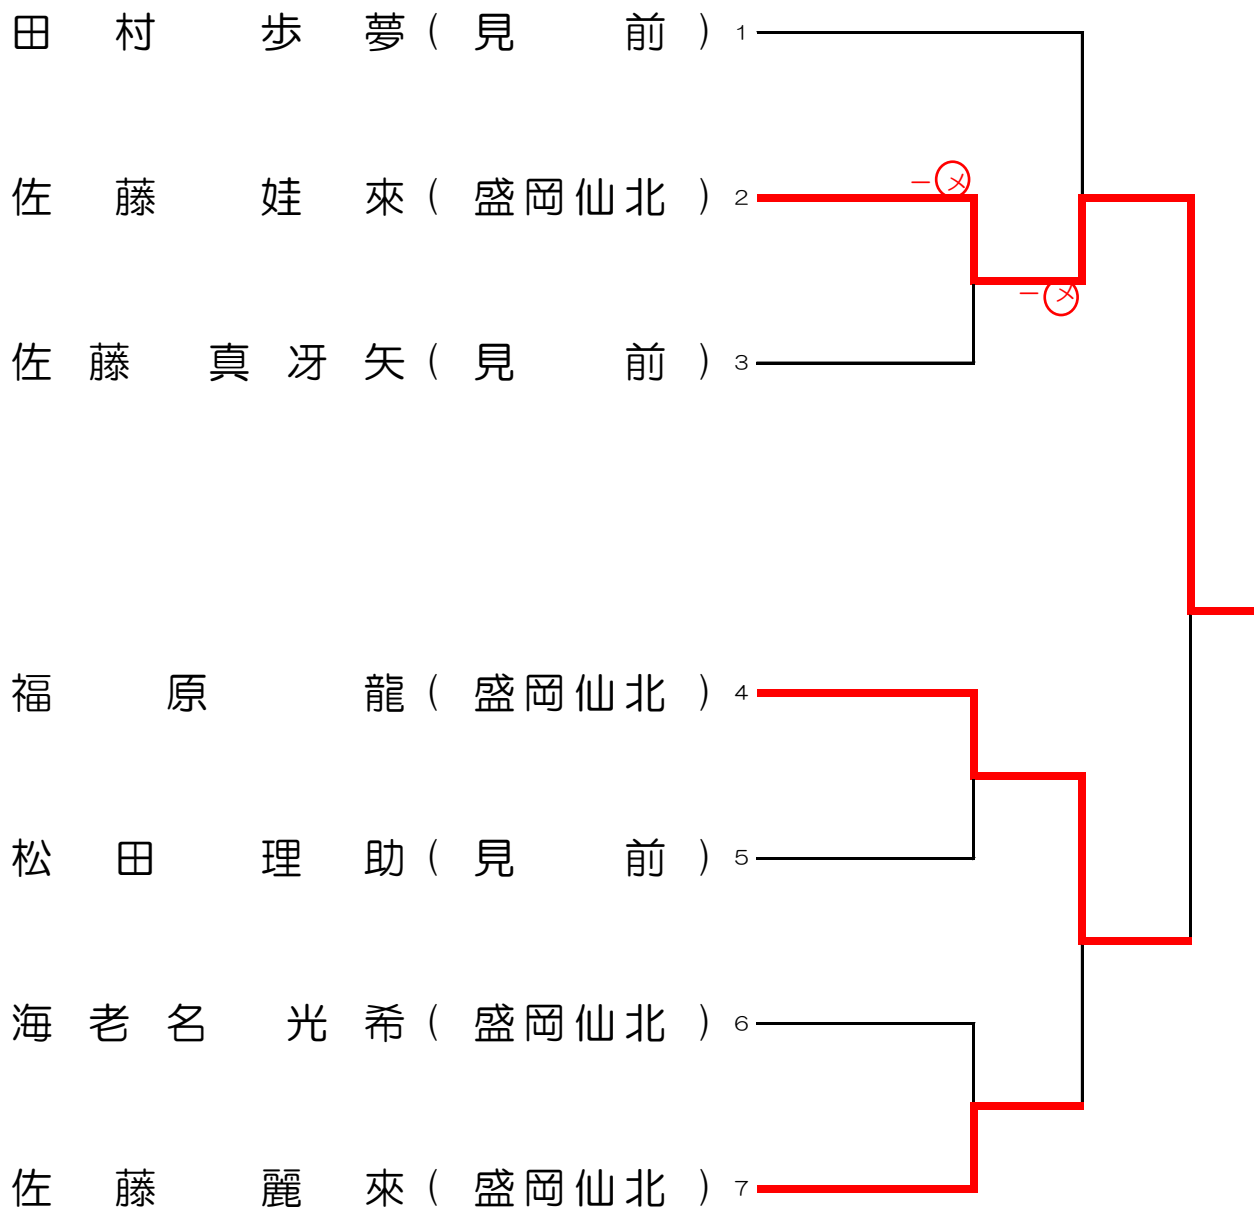 田村 歩夢(見前) 1
一メ
佐藤 娃來(盛岡仙北) 2
一メ
佐藤 真冴矢(見前) 3
福原 龍(盛岡仙北) 4
松田 理助(見前) 5
海老名 光希(盛岡仙北) 6
佐藤 麗來(盛岡仙北) 7